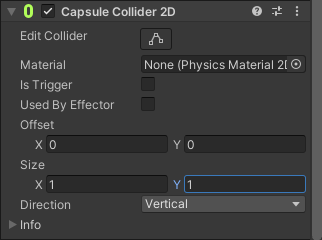 Capsule Collider 2D
Edit Collider
Material None (Physics Material 2D
Is Trigger
Used By Effector
Offset
X 0 Y 0
Size
X 1 Y 1
Direction Vertical
Info